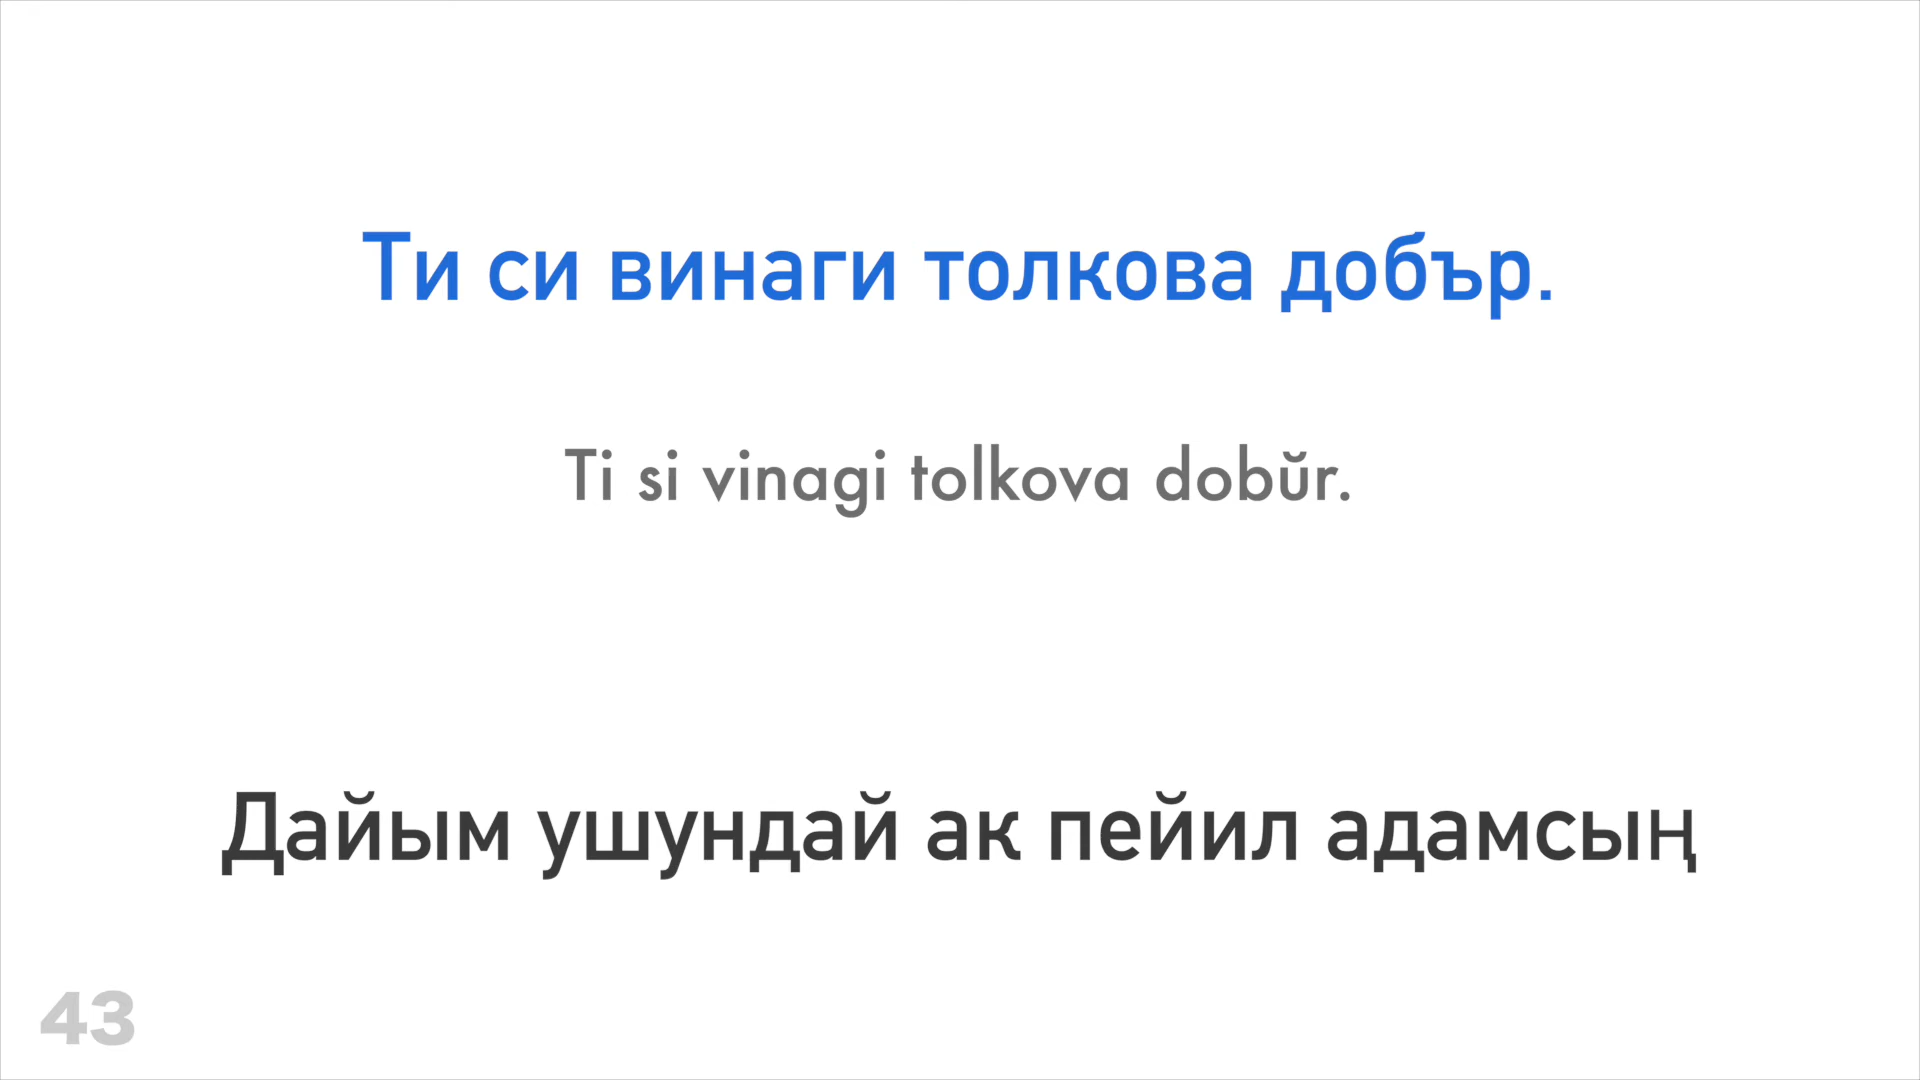 Ти си винаги толкова добър.
Ti si vinagi tolkova dobŭr.
Дайым ушундай ак пейил адамсың
43